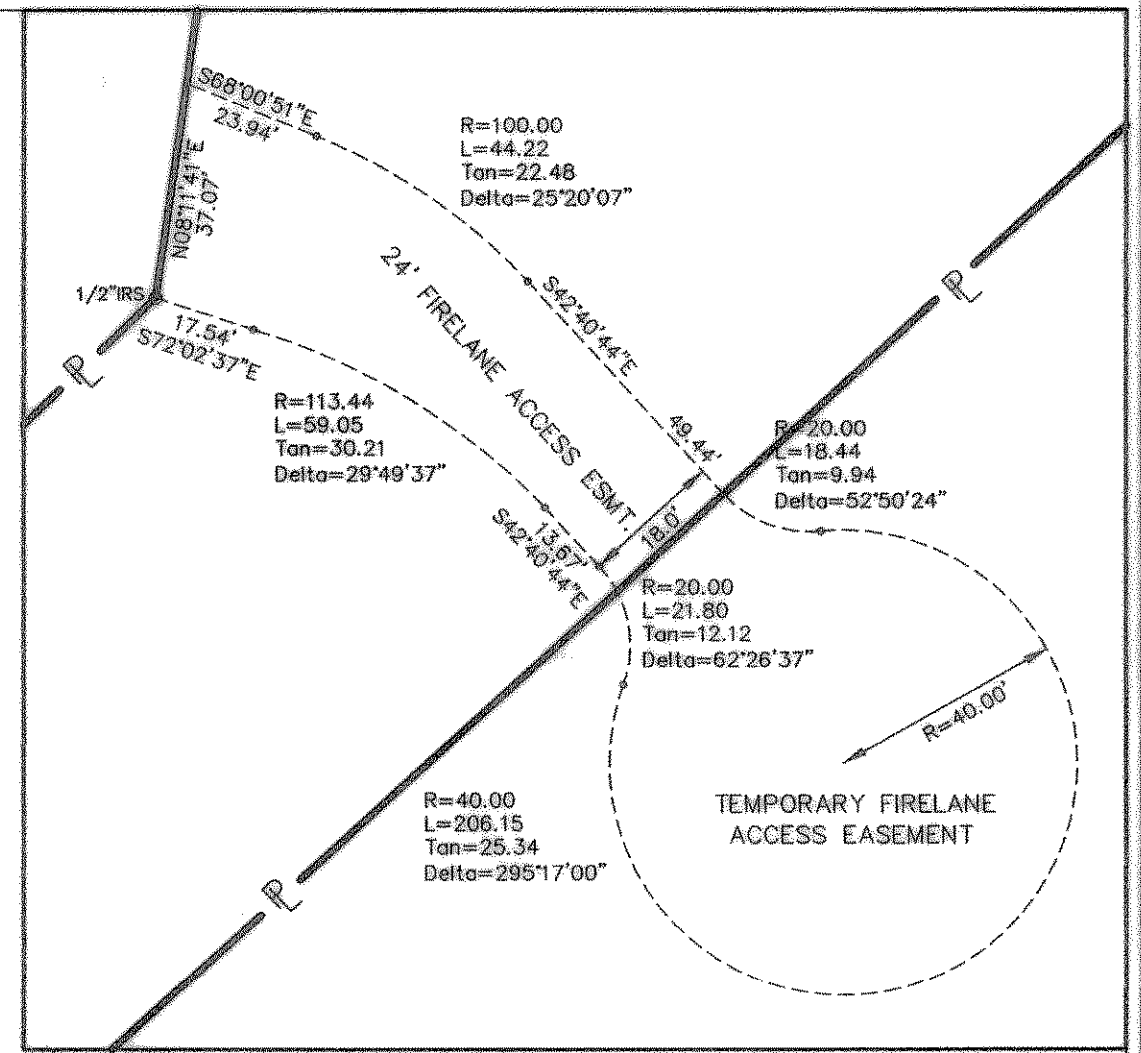 S68°00'51"E
23.94'
R=100.00
L=44.22
Tan=22.48
Delta=25°20'07"
N08°11'41"E
37.07'
1/2"IRS
17.54'
S72°02'37"E
24' FIRELANE ACCESS ESMT.
S42°40'44"E
49.44'
R=113.44
L=59.05
Tan=30.21
Delta=29°49'37"
R=20.00
L=18.44
Tan=9.94
Delta=52°50'24"
13.67'
S42°40'44"E
18.0'
R=20.00
L=21.80
Tan=12.12
Delta=62°26'37"
R=40.00'
R=40.00
L=206.15
Tan=25.34
Delta=295°17'00"
TEMPORARY FIRELANE
ACCESS EASEMENT
PL
PL
PL